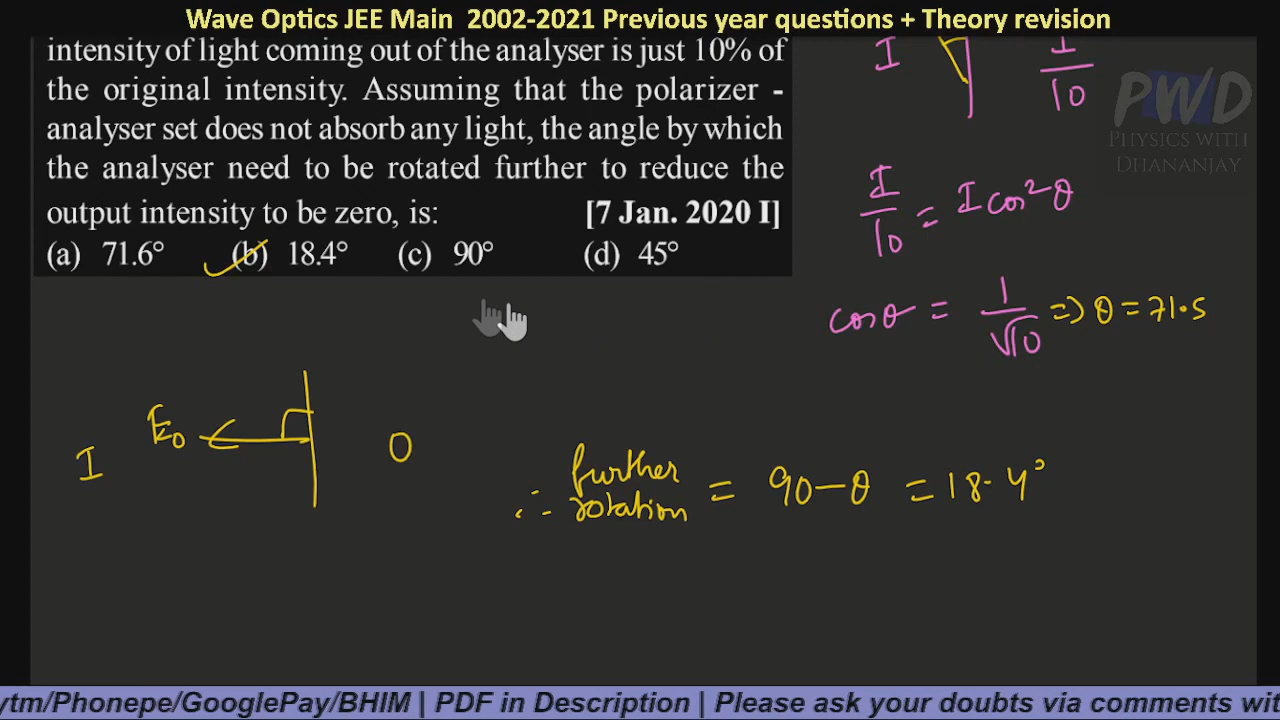 Wave Optics JEE Main 2002-2021 Previous year questions + Theory revision
intensity of light coming out of the analyser is just 10% of
the original intensity. Assuming that the polarizer -
analyser set does not absorb any light, the angle by which
the analyser need to be rotated further to reduce the
output intensity to be zero, is: [7 Jan. 2020 I]
(a) 71.6° (b) 18.4° (c) 90° (d) 45°
I I/10
PWD
PHYSICS WITH
DHANANJAY
I/10 = I cos²θ
cosθ = 1/√10 => θ = 71.5
I E₀ 0
∴ further rotation = 90-θ = 18.4°
ytm/Phonepe/GooglePay/BHIM | PDF in Description | Please ask your doubts via comments wit